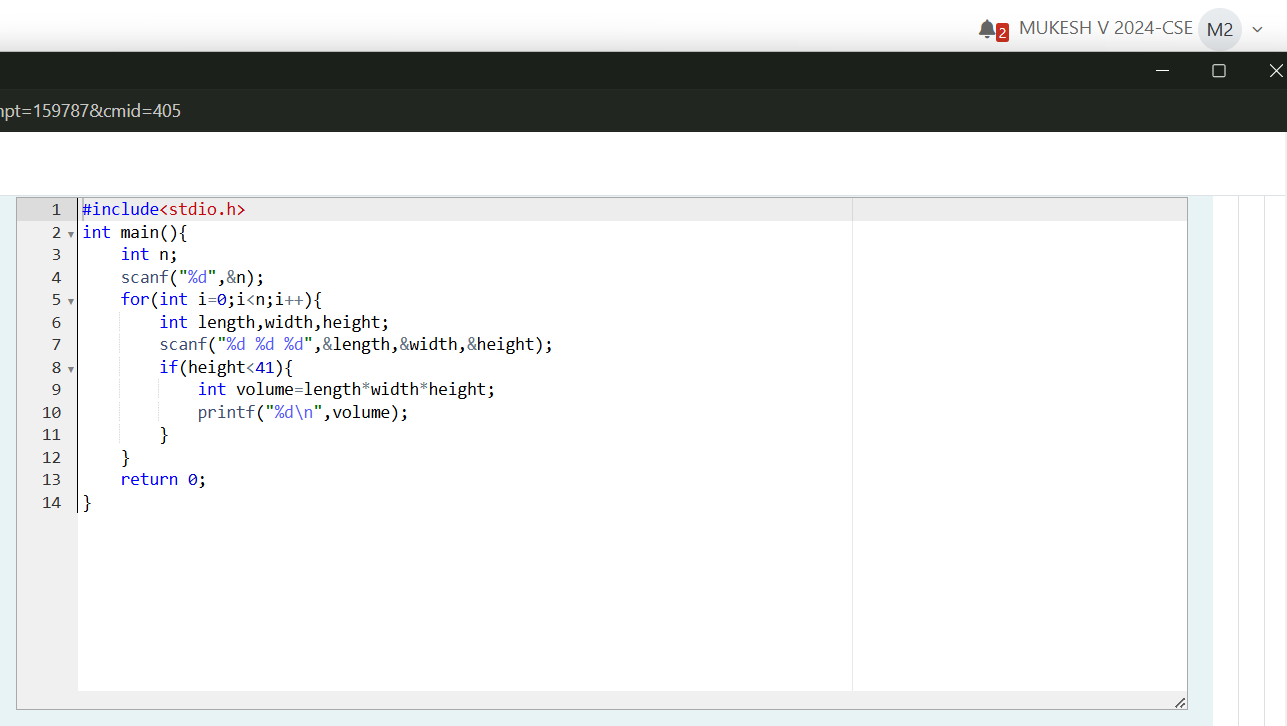 2 MUKESH V 2024-CSE M2
npt=159787&cmid=405
1 #include<stdio.h>
2 int main(){
3     int n;
4     scanf("%d",&n);
5     for(int i=0;i<n;i++){
6         int length,width,height;
7         scanf("%d %d %d",&length,&width,&height);
8         if(height<41){
9             int volume=length*width*height;
10             printf("%d\n",volume);
11         }
12     }
13     return 0;
14 }